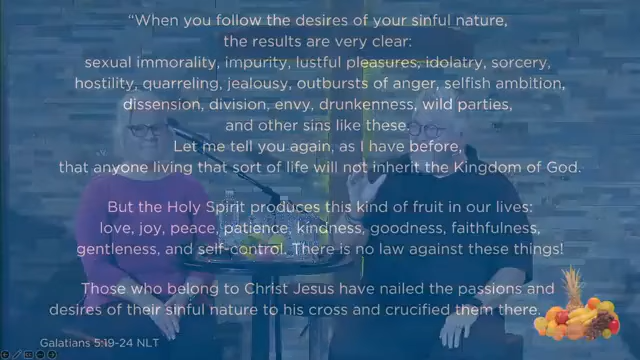 “When you follow the desires of your sinful nature,
the results are very clear:
sexual immorality, impurity, lustful pleasures, idolatry, sorcery,
hostility, quarreling, jealousy, outbursts of anger, selfish ambition,
dissension, division, envy, drunkenness, wild parties,
and other sins like these.
Let me tell you again, as I have before,
that anyone living that sort of life will not inherit the Kingdom of God.
But the Holy Spirit produces this kind of fruit in our lives:
love, joy, peace, patience, kindness, goodness, faithfulness,
gentleness, and self-control. There is no law against these things!
Those who belong to Christ Jesus have nailed the passions and
desires of their sinful nature to his cross and crucified them there.
Galatians 5:19-24 NLT